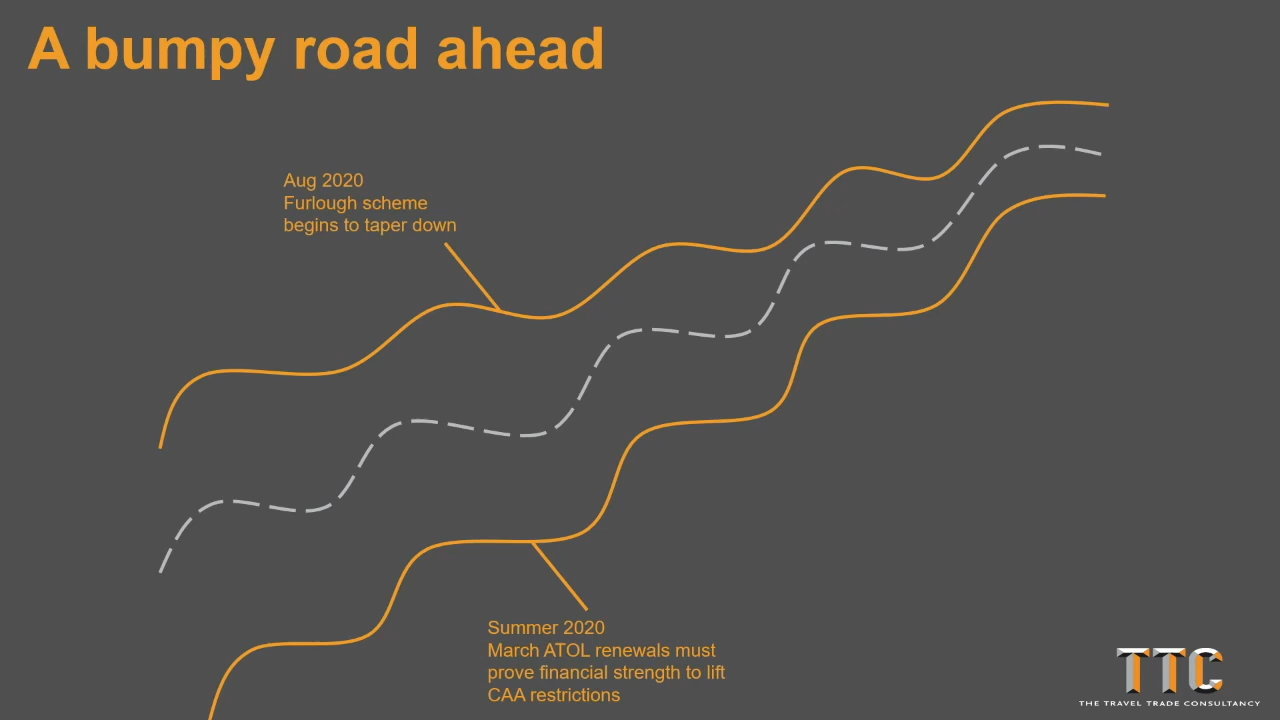 A bumpy road ahead
Aug 2020
Furlough scheme
begins to taper down
Summer 2020
March ATOL renewals must
prove financial strength to lift
CAA restrictions
TTC
THE TRAVEL TRADE CONSULTANCY